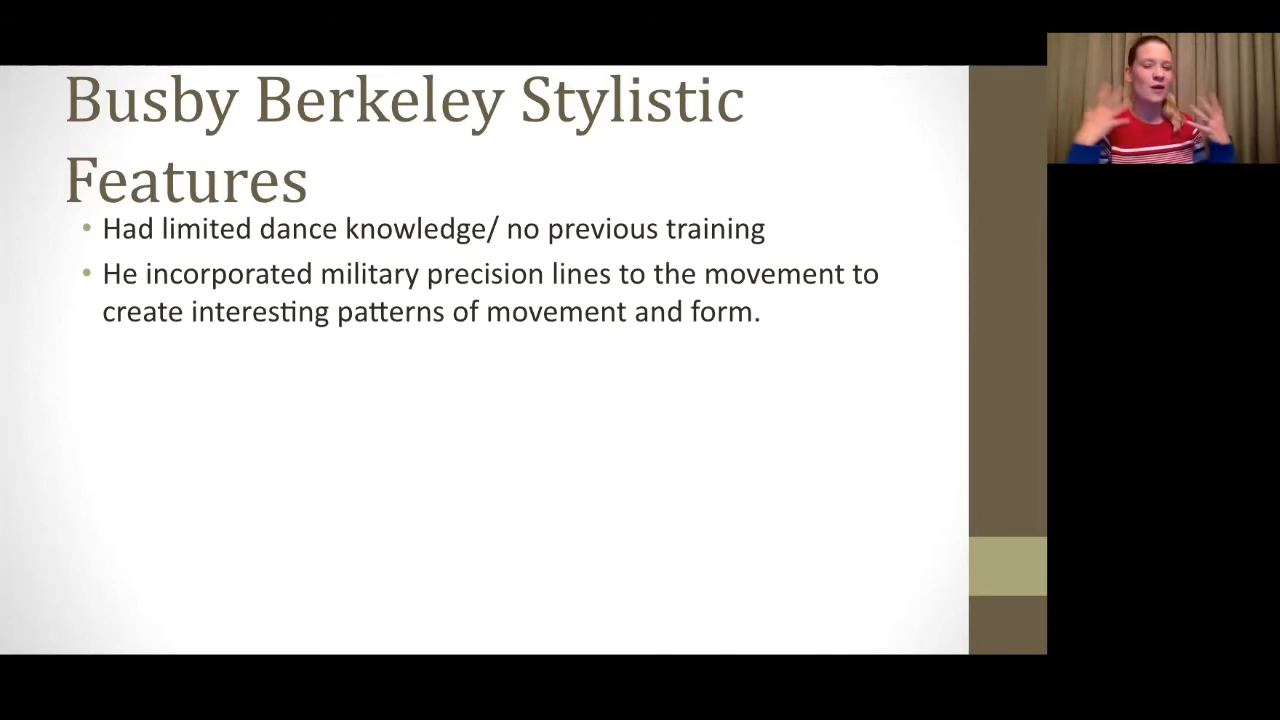 Busby Berkeley Stylistic
Features
• Had limited dance knowledge/ no previous training
• He incorporated military precision lines to the movement to
create interesting patterns of movement and form.